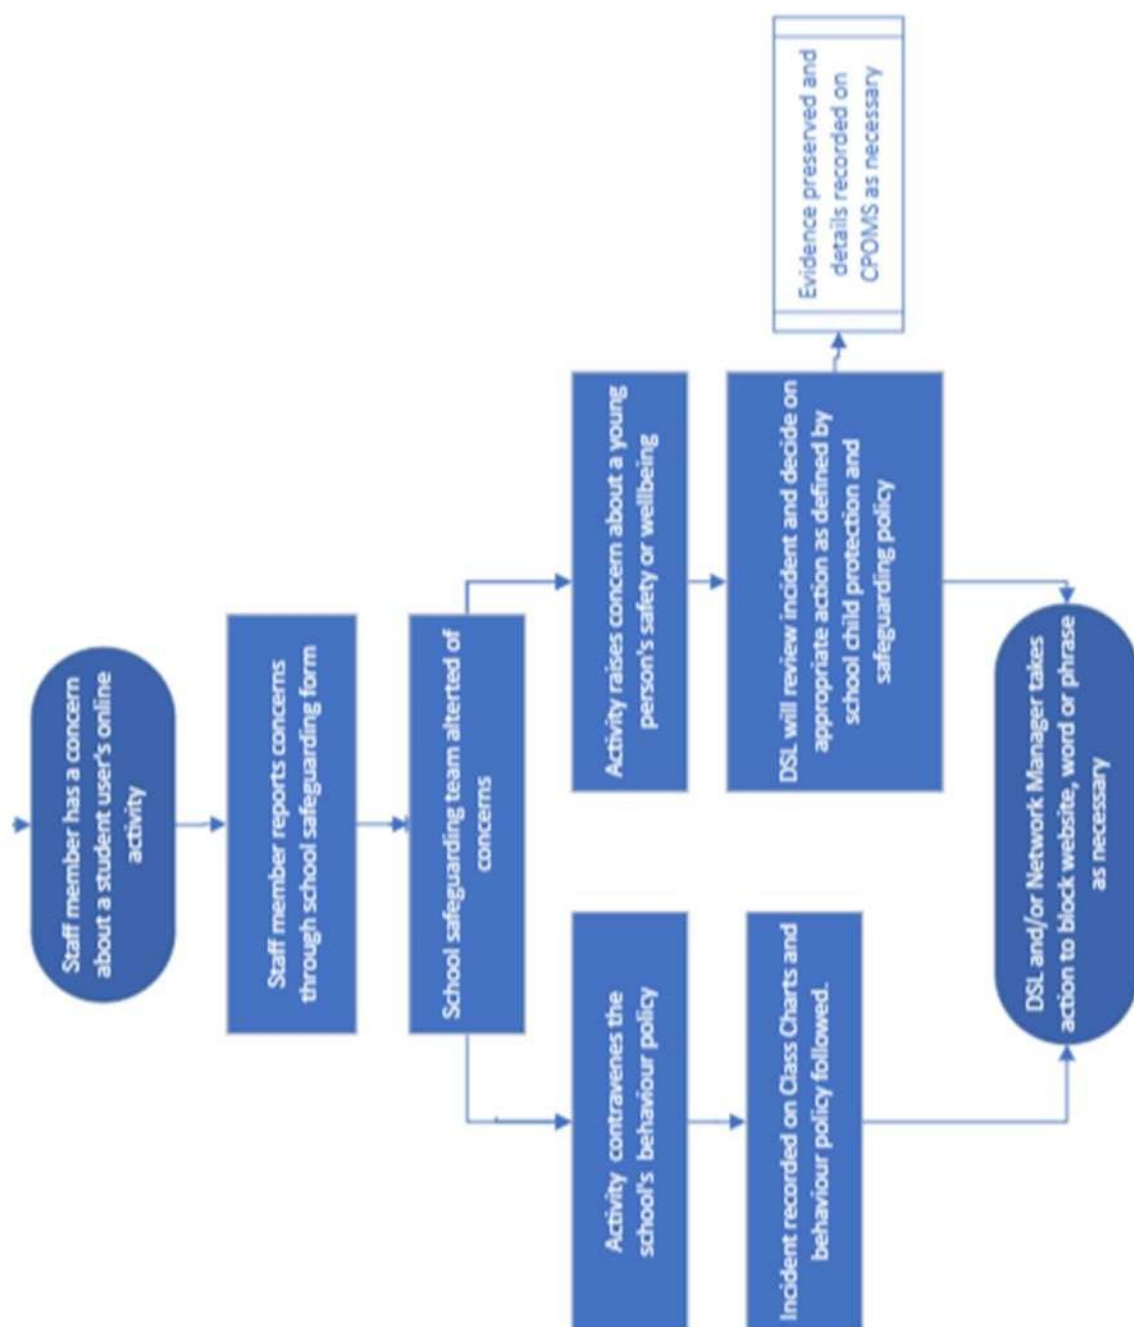 Staff member has a concern
about a student user's online
activity
Staff member reports concerns
through school safeguarding form
School safeguarding team alterted of
concerns
Activity contravenes the
school's behaviour policy
Incident recorded on Class Charts and
behaviour policy followed.
Activity raises concern about a young
person's safety or wellbeing
DSL will review incident and decide on
appropriate action as defined by
school child protection and
safeguarding policy
Evidence preserved and
details recorded on
CPOMS as necessary
DSL and/or Network Manager takes
action to block website, word or phrase
as necessary